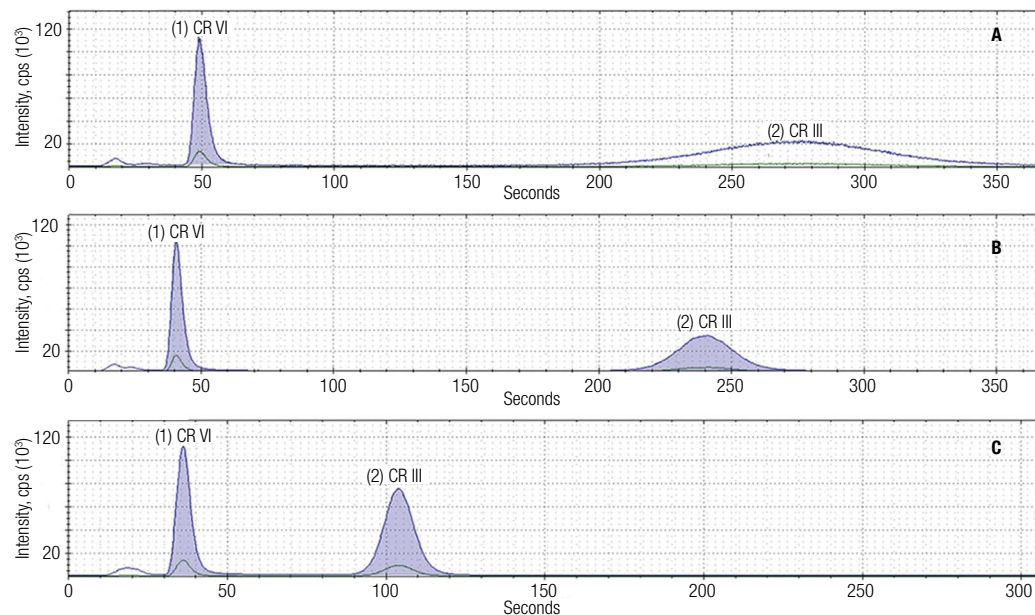 120
(1) CR VI
A
Intensity, cps (10³)
20
(2) CR III
0 50 100 150 200 250 300 350
Seconds
120
(1) CR VI
B
Intensity, cps (10³)
20
(2) CR III
0 50 100 150 200 250 300 350
Seconds
120
(1) CR VI
C
Intensity, cps (10³)
(2) CR III
20
0 50 100 150 200 250 300
Seconds